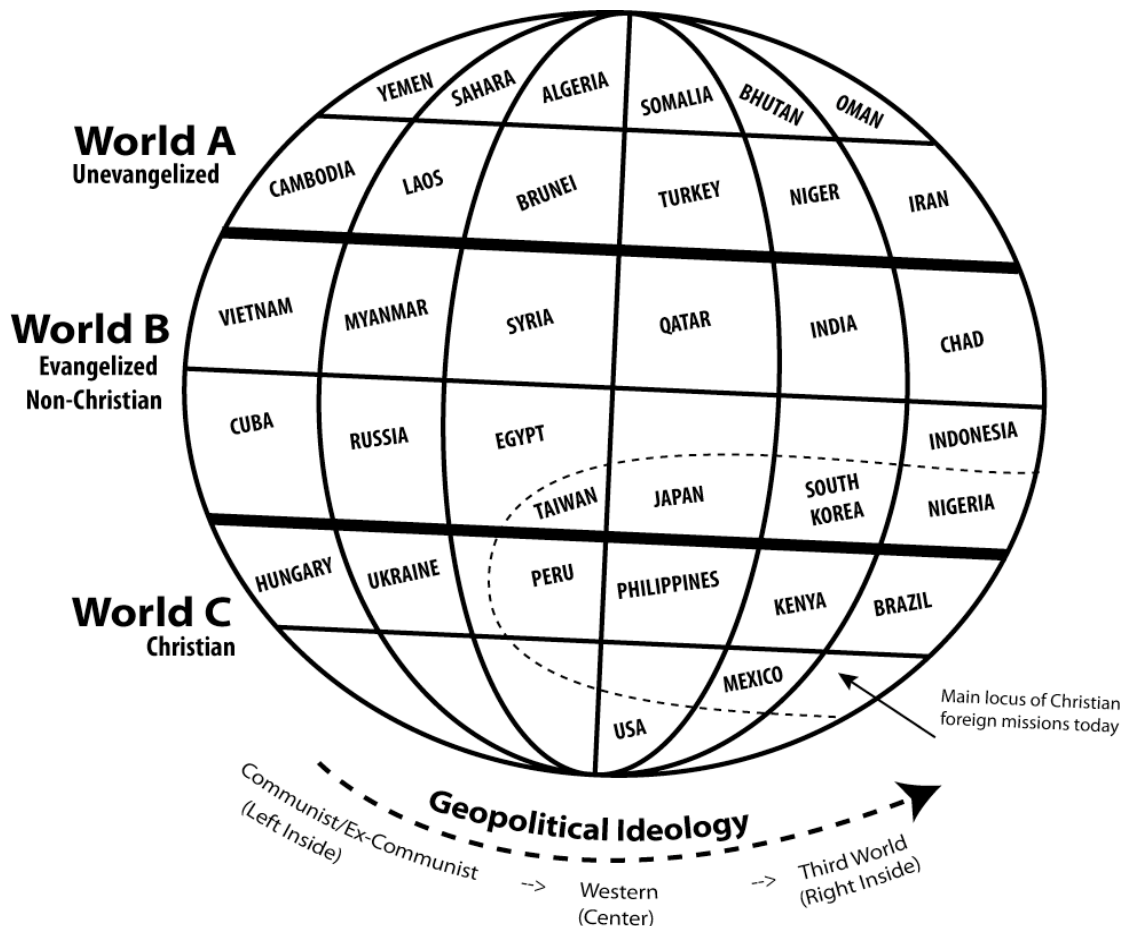 YEMEN
SAHARA
ALGERIA
SOMALIA
BHUTAN
OMAN
World A
Unevangelized
CAMBODIA
LAOS
BRUNEI
TURKEY
NIGER
IRAN
World B
Evangelized
Non-Christian
VIETNAM
MYANMAR
SYRIA
QATAR
INDIA
CHAD
CUBA
RUSSIA
EGYPT
INDONESIA
TAIWAN
JAPAN
SOUTH
KOREA
NIGERIA
World C
Christian
HUNGARY
UKRAINE
PERU
PHILIPPINES
KENYA
BRAZIL
MEXICO
USA
Main locus of Christian
foreign missions today
Geopolitical Ideology
Communist/Ex-Communist
(Left Inside)
-->
Western
(Center)
-->
Third World
(Right Inside)